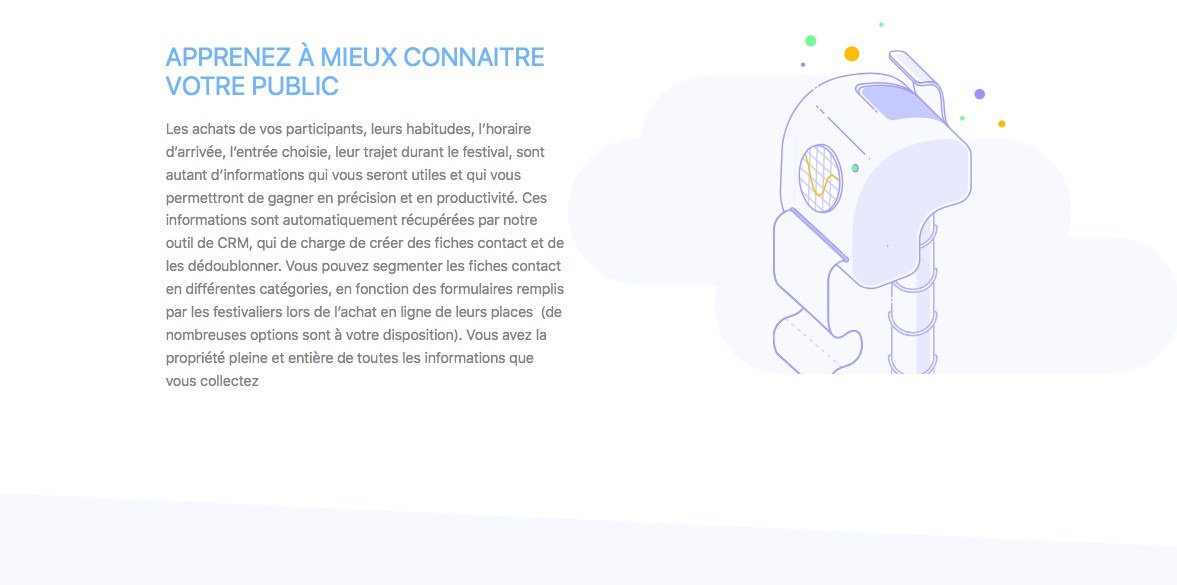 APPRENEZ À MIEUX CONNAITRE
VOTRE PUBLIC
Les achats de vos participants, leurs habitudes, l’horaire
d’arrivée, l’entrée choisie, leur trajet durant le festival, sont
autant d’informations qui vous seront utiles et qui vous
permettront de gagner en précision et en productivité. Ces
informations sont automatiquement récupérées par notre
outil de CRM, qui de charge de créer des fiches contact et de
les dédoublonner. Vous pouvez segmenter les fiches contact
en différentes catégories, en fonction des formulaires remplis
par les festivaliers lors de l’achat en ligne de leurs places  (de
nombreuses options sont à votre disposition). Vous avez la
propriété pleine et entière de toutes les informations que
vous collectez